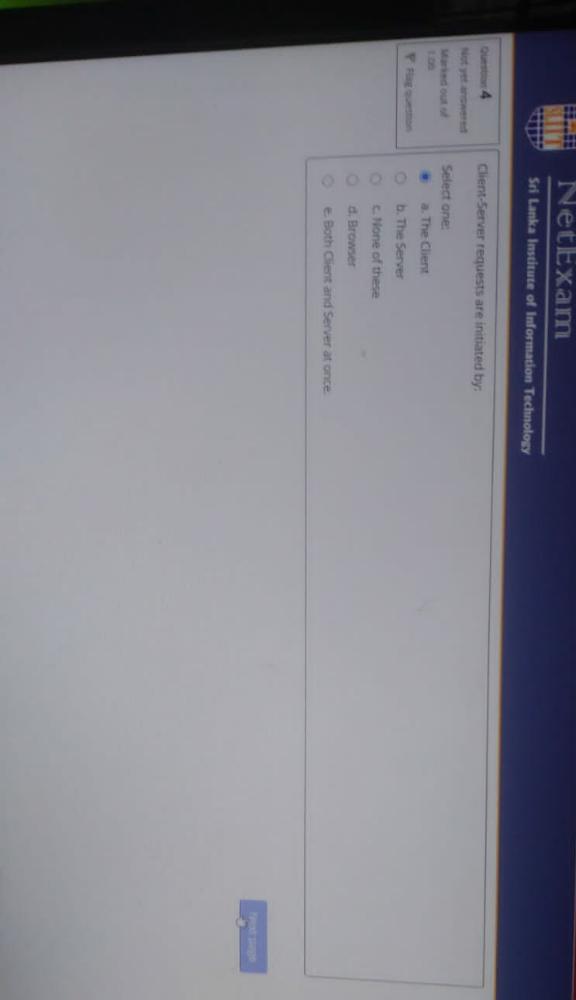 NetExam
Sri Lanka Institute of Information Technology
Question 4
Not yet answered
Marked out of
1.00
Flag question
Client-Server requests are initiated by:
Select one:
a. The Client
b. The Server
c. None of these
d. Browser
e. Both Client and Server at once.
Next page